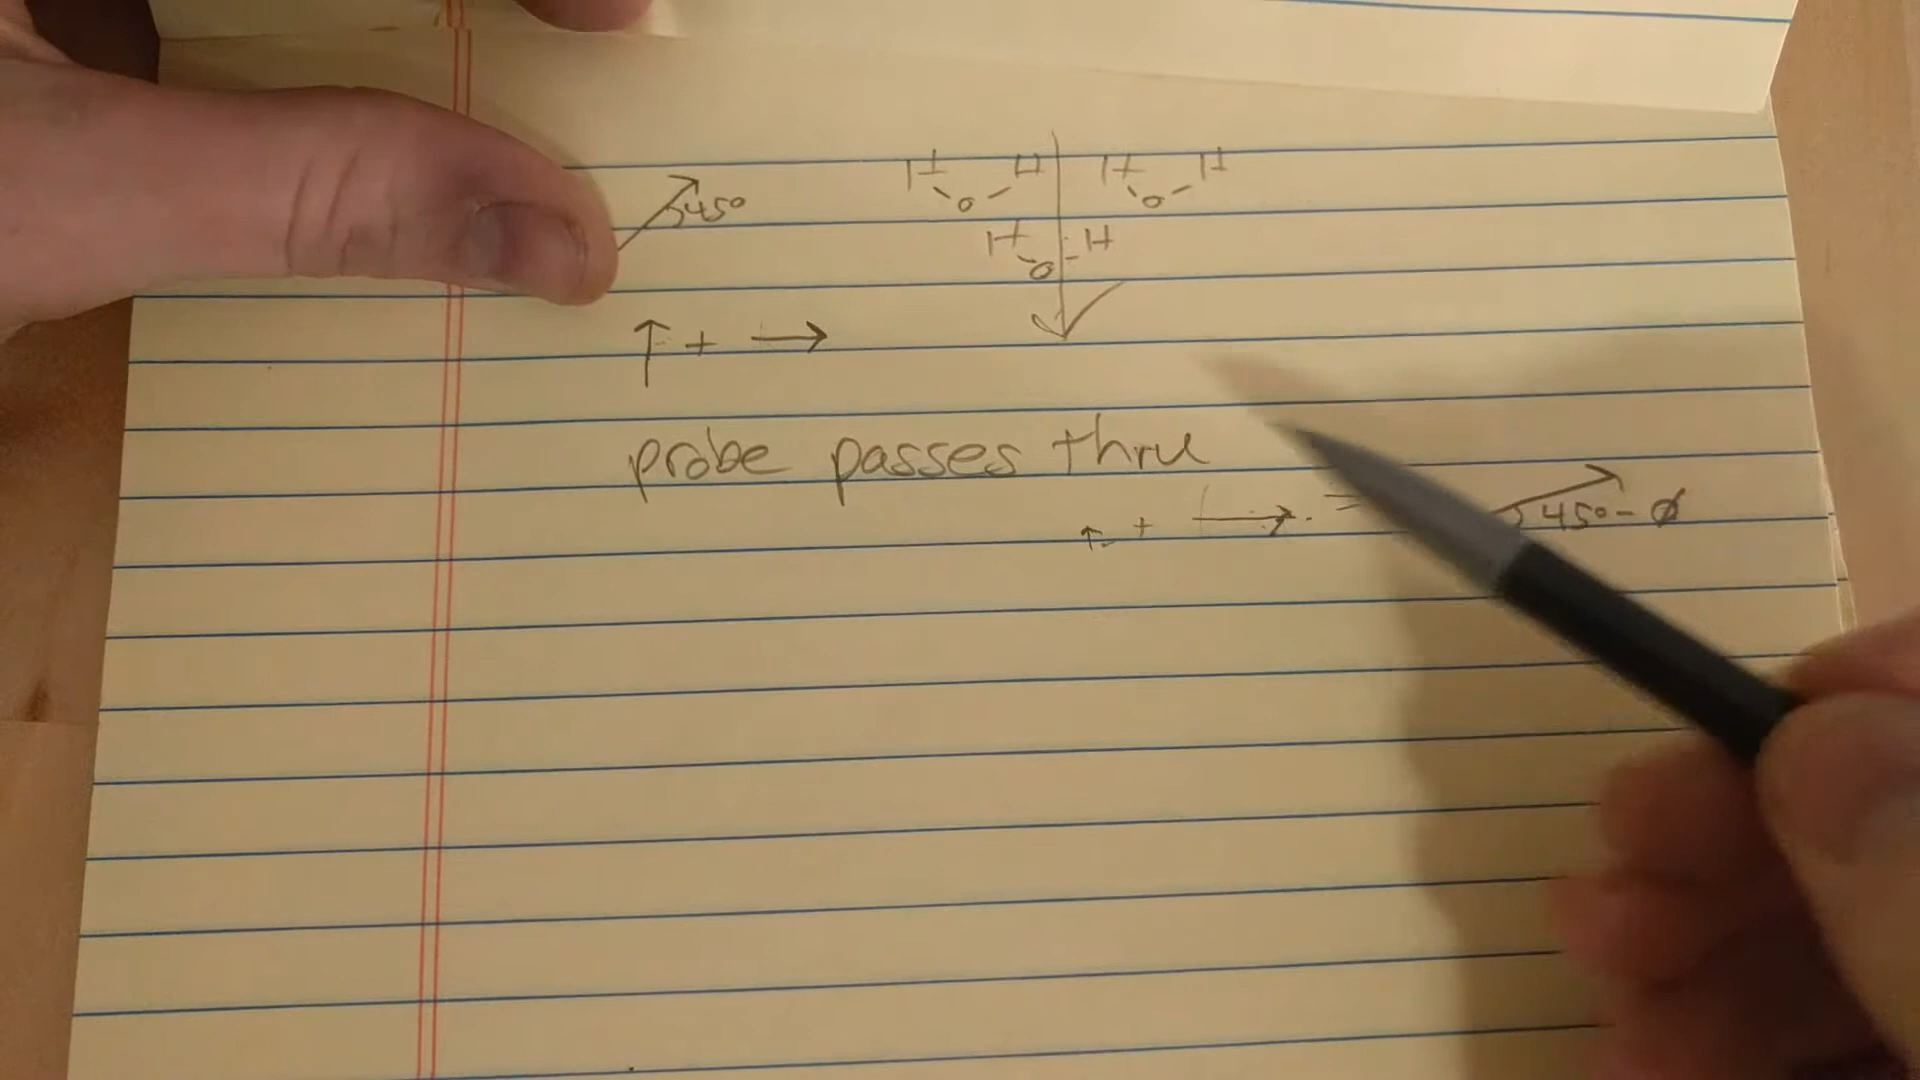 45°
H H H H
O O
H H
O
↑ + →
probe passes thru
↑ + → = 45° - ϕ